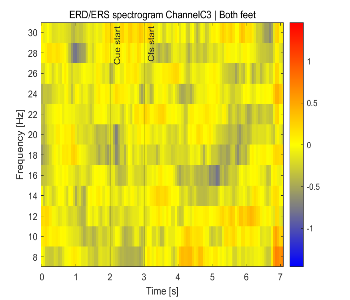 ERD/ERS spectrogram ChannelC3 | Both feet
Cue start
Cfs start
Frequency [Hz]
30
28
26
24
22
20
18
16
14
12
10
8
0 1 2 3 4 5 6 7
Time [s]
1
0.5
0
-0.5
-1